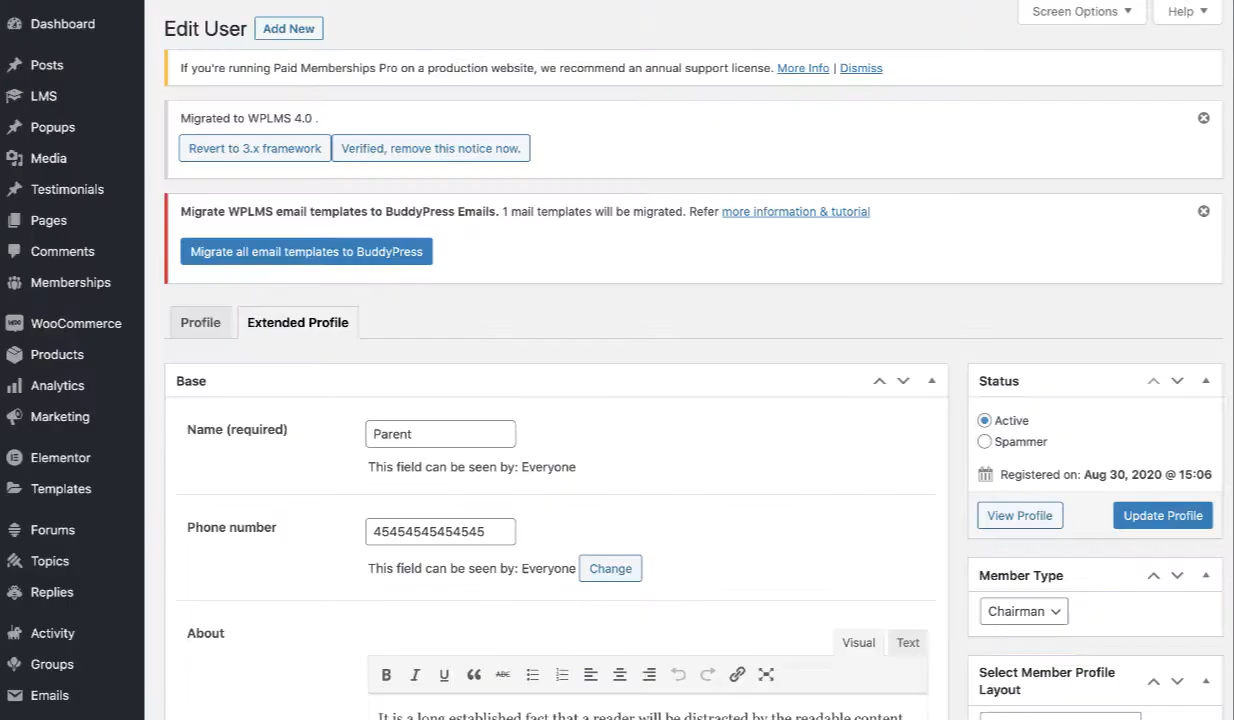 Dashboard
Posts
LMS
Popups
Media
Testimonials
Pages
Comments
Memberships
WooCommerce
Products
Analytics
Marketing
Elementor
Templates
Forums
Topics
Replies
Activity
Groups
Emails
Screen Options Help
Edit User Add New
If you're running Paid Memberships Pro on a production website, we recommend an annual support license. More Info | Dismiss
Migrated to WPLMS 4.0 .
Revert to 3.x framework Verified, remove this notice now.
Migrate WPLMS email templates to BuddyPress Emails. 1 mail templates will be migrated. Refer more information & tutorial
Migrate all email templates to BuddyPress
Profile Extended Profile
Base
Name (required) Parent
This field can be seen by: Everyone
Phone number 45454545454545
This field can be seen by: Everyone Change
About
Visual Text
B I U ABC
It is a long established fact that a reader will be distracted by the readable content
Status
Active
Spammer
Registered on: Aug 30, 2020 @ 15:06
View Profile Update Profile
Member Type
Chairman
Select Member Profile
Layout